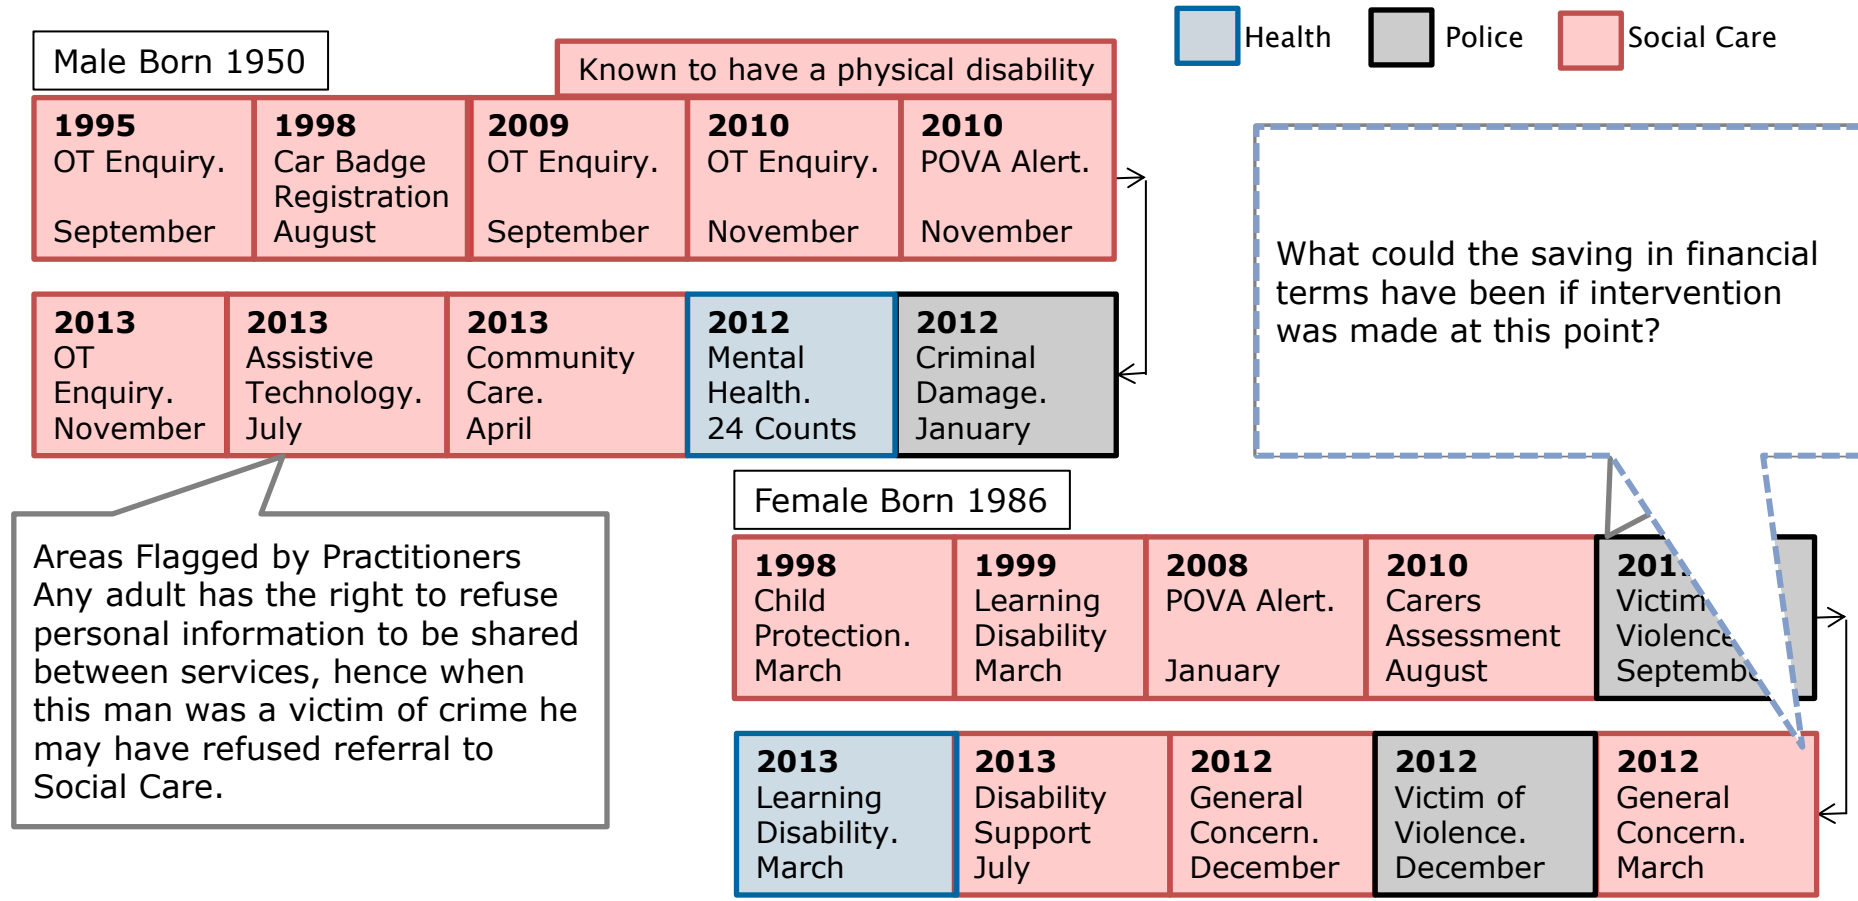 Health
Police
Social Care
Male Born 1950
Known to have a physical disability
1995
OT Enquiry.
September
1998
Car Badge
Registration
August
2009
OT Enquiry.
September
2010
OT Enquiry.
November
2010
POVA Alert.
November
2013
OT
Enquiry.
November
2013
Assistive
Technology.
July
2013
Community
Care.
April
2012
Mental
Health.
24 Counts
2012
Criminal
Damage.
January
What could the saving in financial
terms have been if intervention
was made at this point?
Areas Flagged by Practitioners
Any adult has the right to refuse
personal information to be shared
between services, hence when
this man was a victim of crime he
may have refused referral to
Social Care.
Female Born 1986
1998
Child
Protection.
March
1999
Learning
Disability
March
2008
POVA Alert.
January
2010
Carers
Assessment
August
Victim
Violence
2013
Learning
Disability.
March
2013
Disability
Support
July
2012
General
Concern.
December
2012
Victim of
Violence.
December
2012
General
Concern.
March